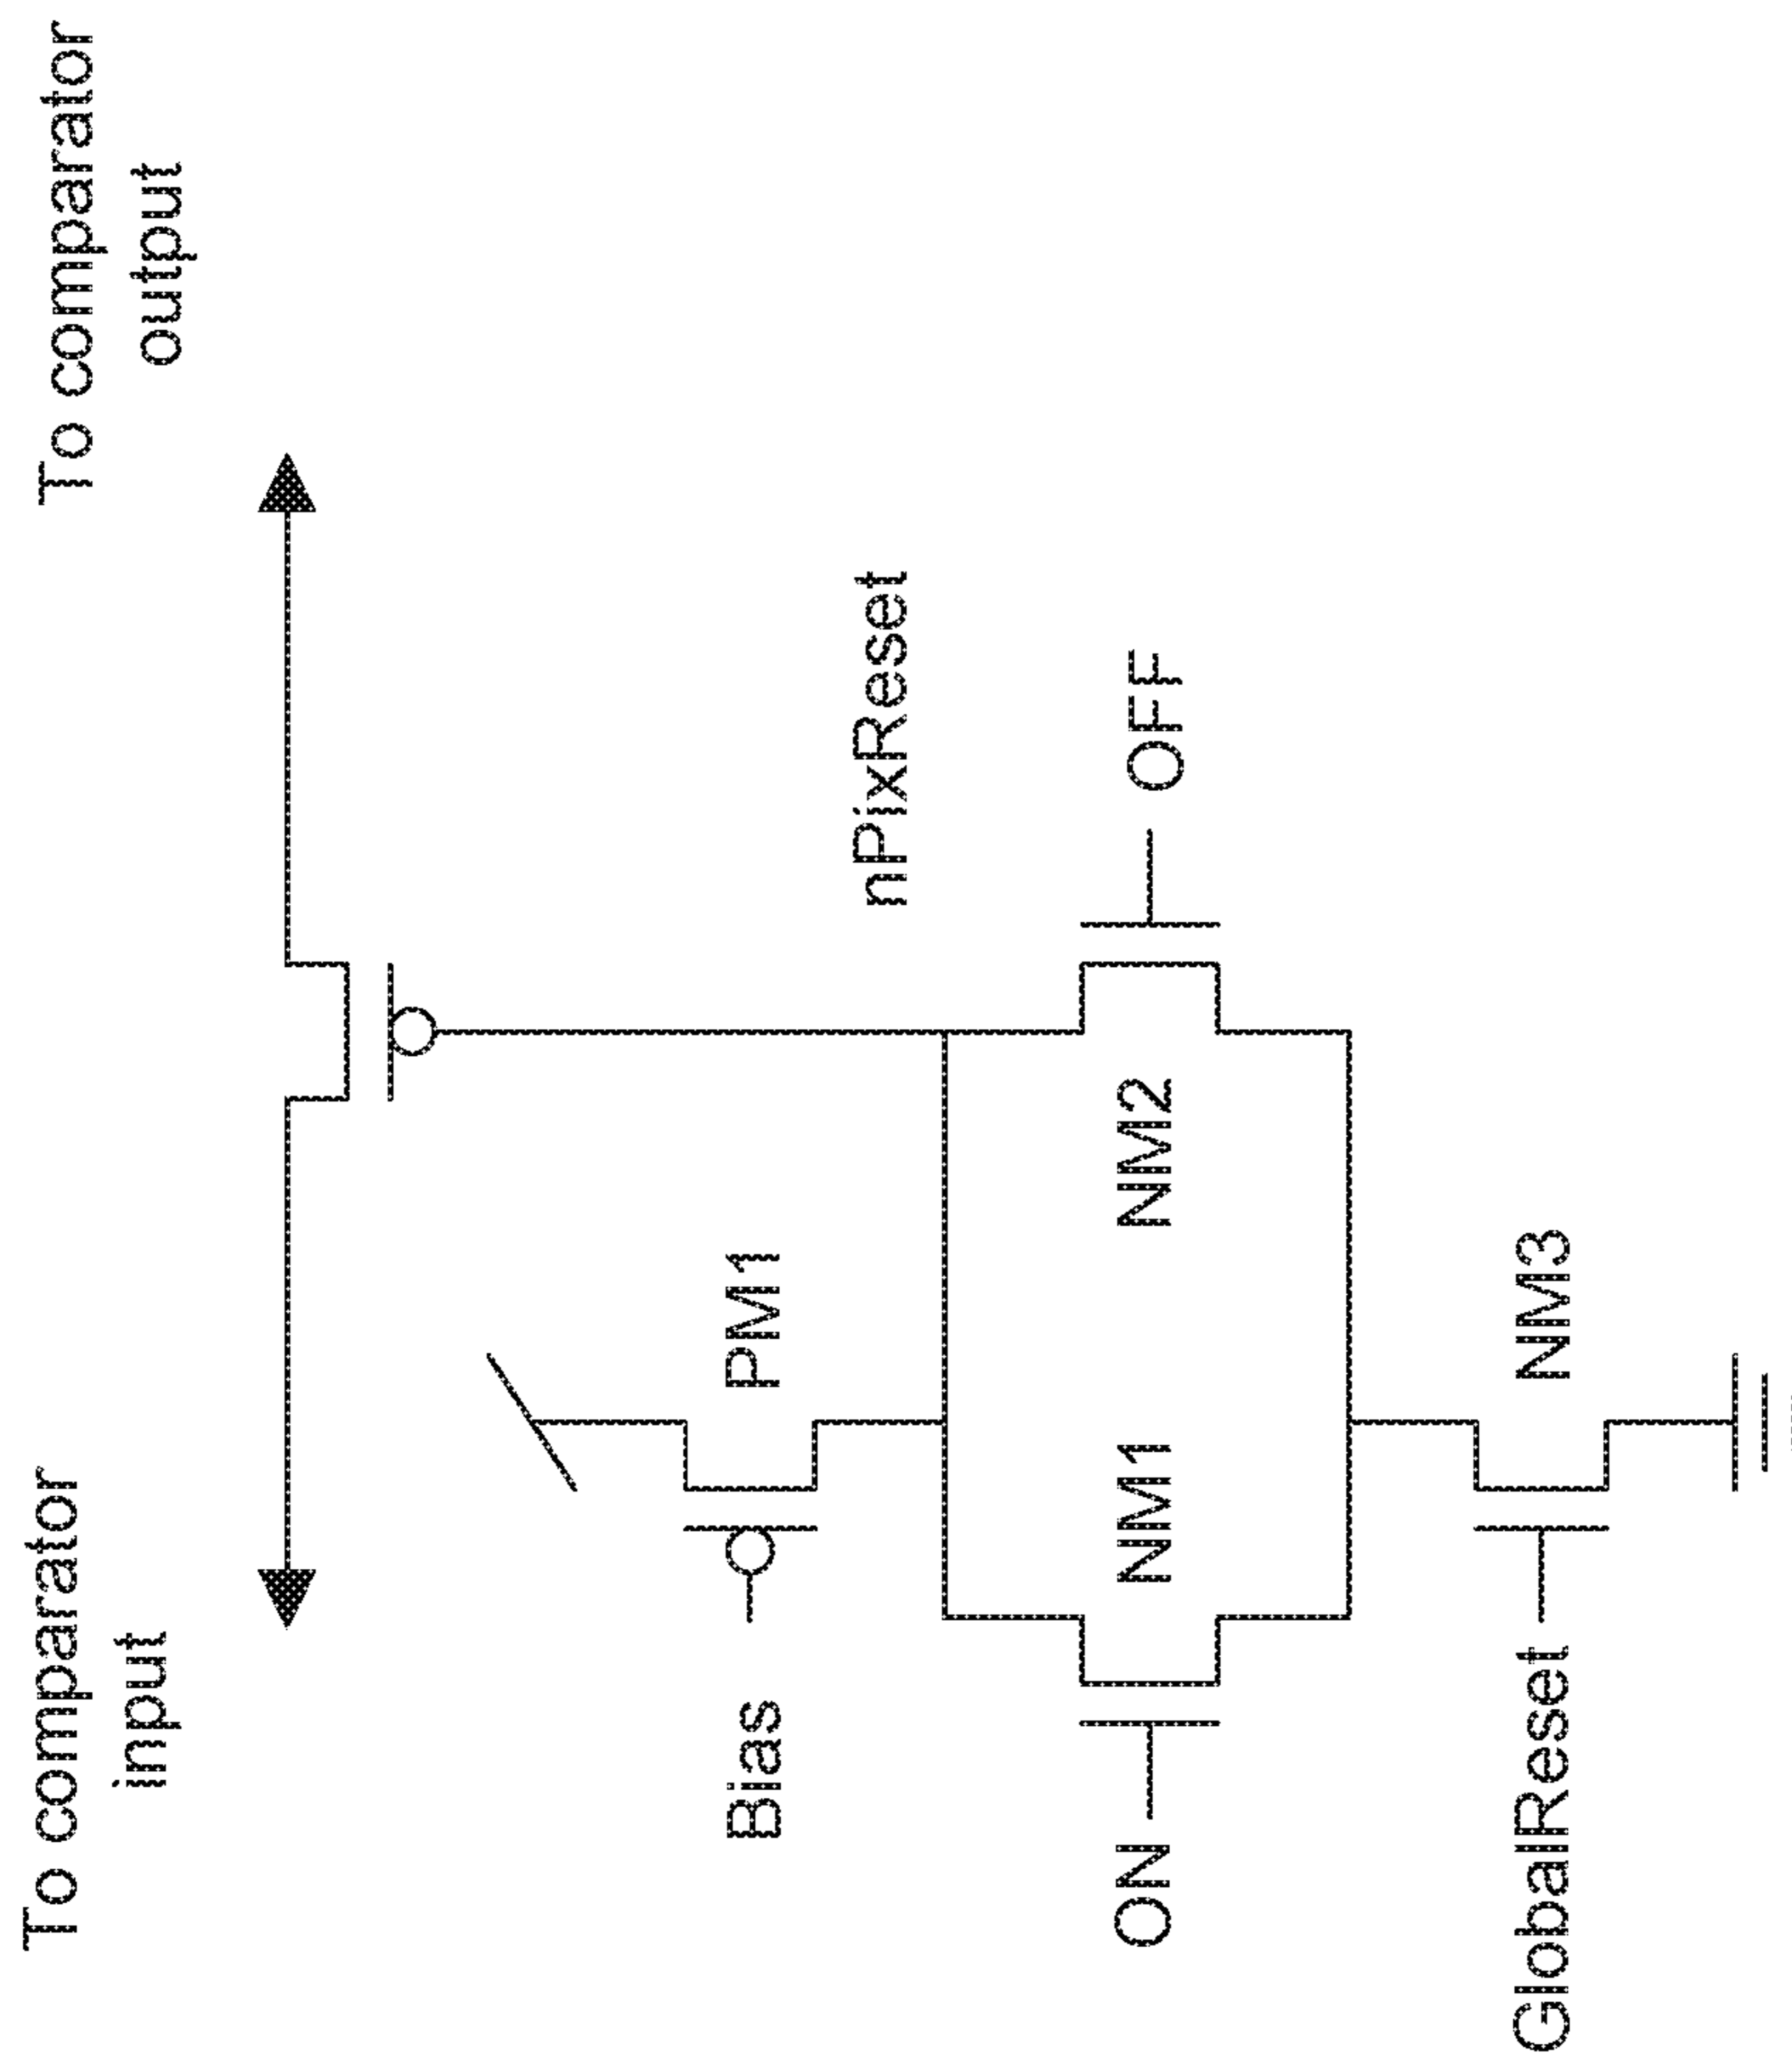 To comparator
input
To comparator
output
Bias
PM1
nPixReset
ON
NM1
NM2
OFF
GlobalReset
NM3